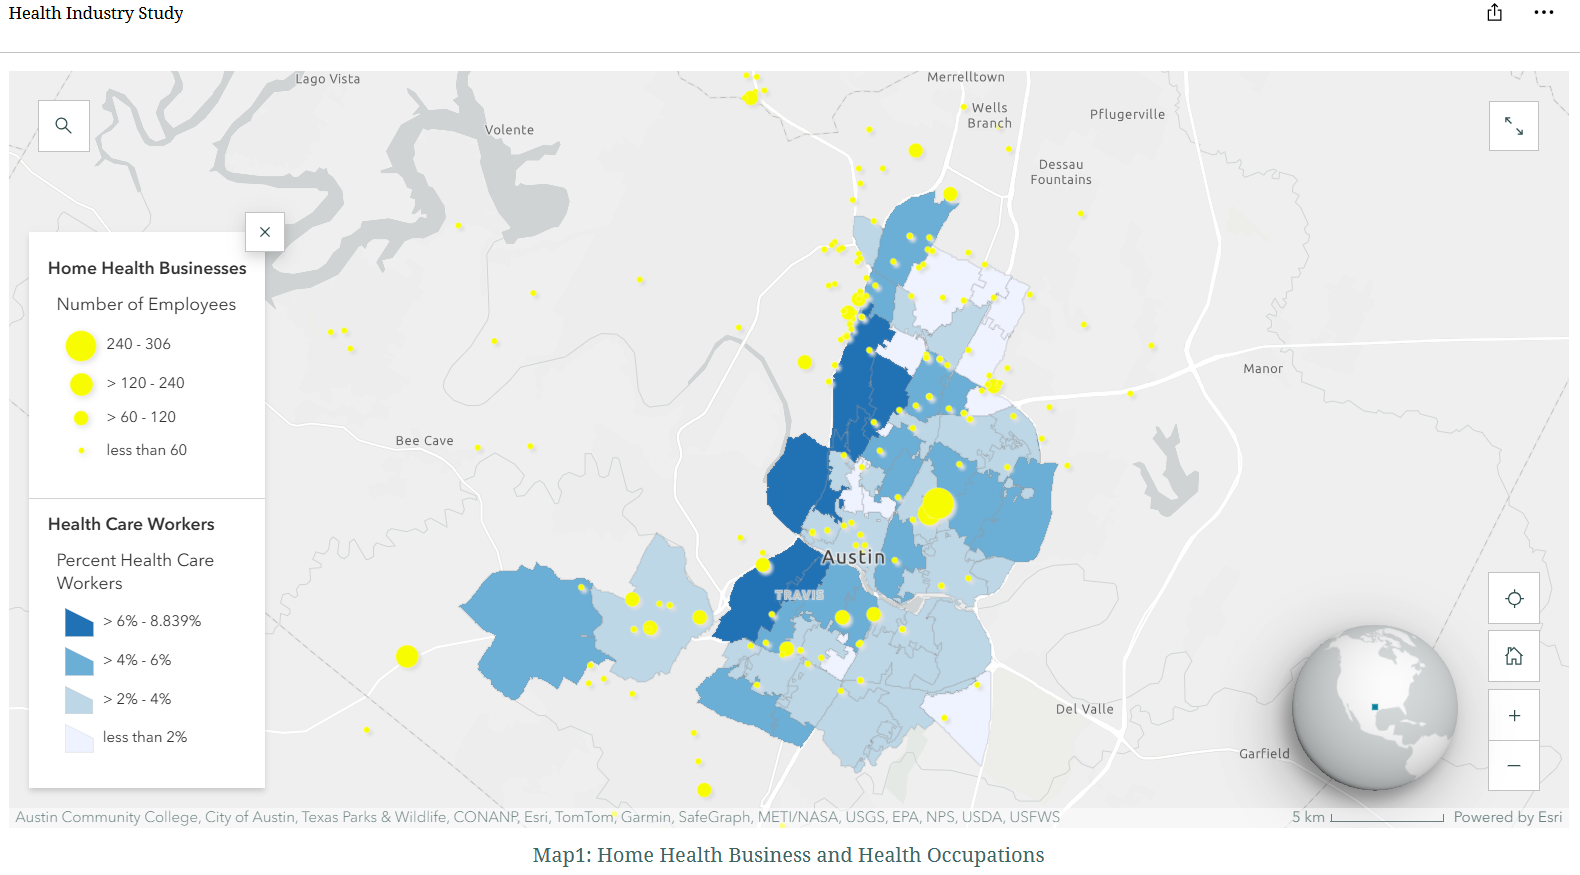 Health Industry Study
Lago Vista
Merrelltown
Volente
Wells
Branch
Pflugerville
Dessau
Fountains
Home Health Businesses
Number of Employees
240 - 306
> 120 - 240
> 60 - 120
less than 60
Manor
Bee Cave
Health Care Workers
Percent Health Care
Workers
> 6% - 8.839%
> 4% - 6%
> 2% - 4%
less than 2%
Austin
TRAVIS
Del Valle
Garfield
Austin Community College, City of Austin, Texas Parks & Wildlife, CONANP, Esri, TomTom, Garmin, SafeGraph, METI/NASA, USGS, EPA, NPS, USDA, USFWS
5 km
Powered by Esri
Map1: Home Health Business and Health Occupations